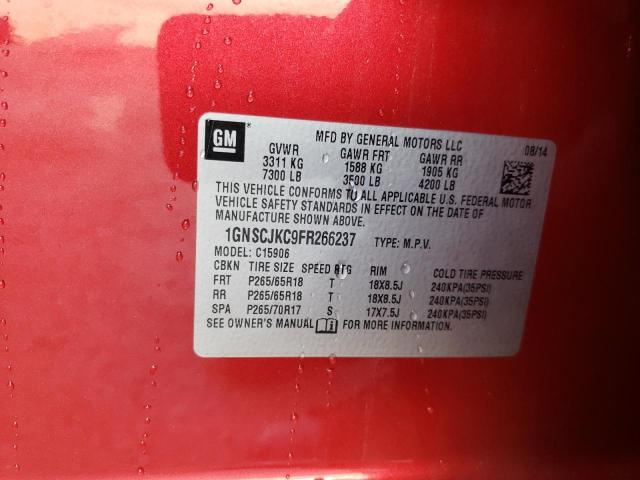 GM
MFD BY GENERAL MOTORS LLC 08/14
GVWR GAWR FRT GAWR RR
3311 KG 1588 KG 1905 KG
7300 LB 3500 LB 4200 LB
THIS VEHICLE CONFORMS TO ALL APPLICABLE U.S. FEDERAL MOTOR
VEHICLE SAFETY STANDARDS IN EFFECT ON THE DATE OF
MANUFACTURE SHOWN ABOVE.
1GNSCJKC9FR266237 TYPE: M.P.V.
MODEL: C15906
CBKN TIRE SIZE SPEED RTG RIM COLD TIRE PRESSURE
FRT P265/65R18 T 18X8.5J 240KPA(35PSI)
RR P265/65R18 T 18X8.5J 240KPA(35PSI)
SPA P265/70R17 S 17X7.5J 240KPA(35PSI)
SEE OWNER'S MANUAL FOR MORE INFORMATION.